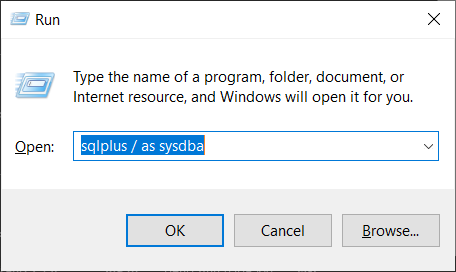 Run
Type the name of a program, folder, document, or
Internet resource, and Windows will open it for you.
Open: sqlplus / as sysdba
OK Cancel Browse...